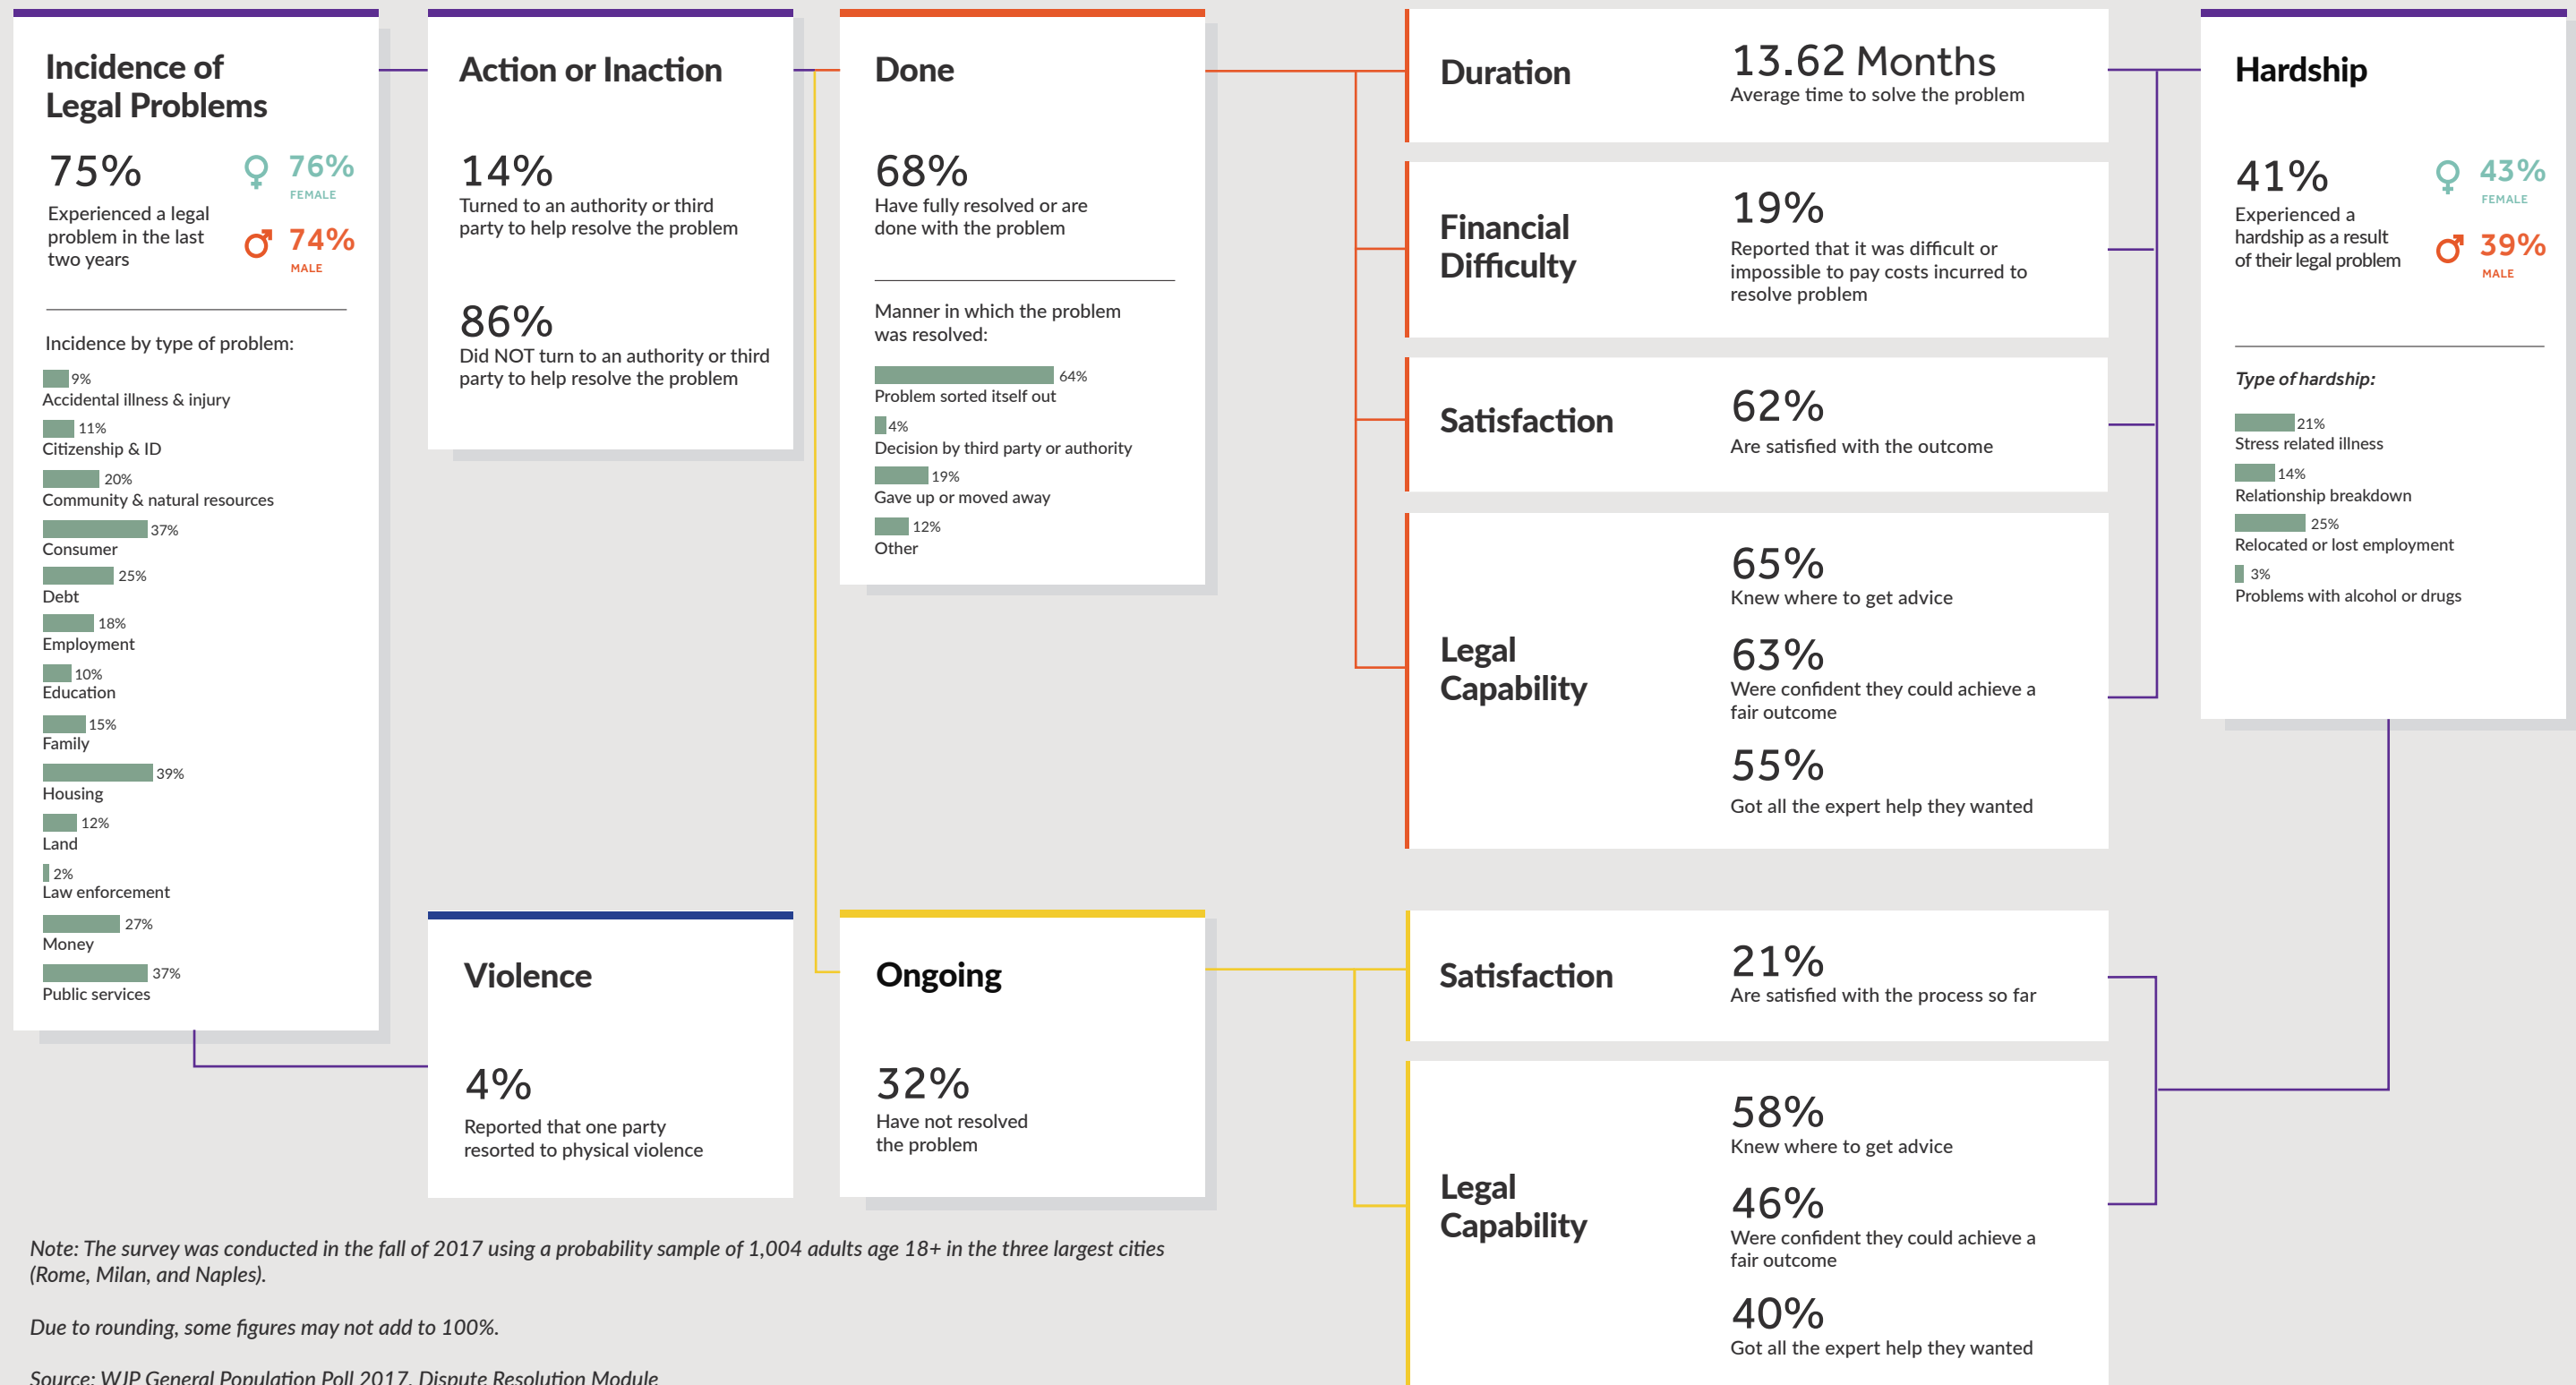 Incidence of
Legal Problems
75%
Experienced a legal
problem in the last
two years
76%
FEMALE
74%
MALE
Incidence by type of problem:
9%
Accidental illness & injury
11%
Citizenship & ID
20%
Community & natural resources
37%
Consumer
25%
Debt
18%
Employment
10%
Education
15%
Family
39%
Housing
12%
Land
2%
Law enforcement
27%
Money
37%
Public services
Action or Inaction
14%
Turned to an authority or third
party to help resolve the problem
86%
Did NOT turn to an authority or third
party to help resolve the problem
Done
68%
Have fully resolved or are
done with the problem
Manner in which the problem
was resolved:
64%
Problem sorted itself out
4%
Decision by third party or authority
19%
Gave up or moved away
12%
Other
Duration
13.62 Months
Average time to solve the problem
Financial
Difficulty
19%
Reported that it was difficult or
impossible to pay costs incurred to
resolve problem
Satisfaction
62%
Are satisfied with the outcome
Legal
Capability
65%
Knew where to get advice
63%
Were confident they could achieve a
fair outcome
55%
Got all the expert help they wanted
Hardship
41%
Experienced a
hardship as a result
of their legal problem
43%
FEMALE
39%
MALE
Type of hardship:
21%
Stress related illness
14%
Relationship breakdown
25%
Relocated or lost employment
3%
Problems with alcohol or drugs
Violence
4%
Reported that one party
resorted to physical violence
Ongoing
32%
Have not resolved
the problem
Satisfaction
21%
Are satisfied with the process so far
Legal
Capability
58%
Knew where to get advice
46%
Were confident they could achieve a
fair outcome
40%
Got all the expert help they wanted
Note: The survey was conducted in the fall of 2017 using a probability sample of 1,004 adults age 18+ in the three largest cities
(Rome, Milan, and Naples).
Due to rounding, some figures may not add to 100%.
Source: WJP General Population Poll 2017, Dispute Resolution Module